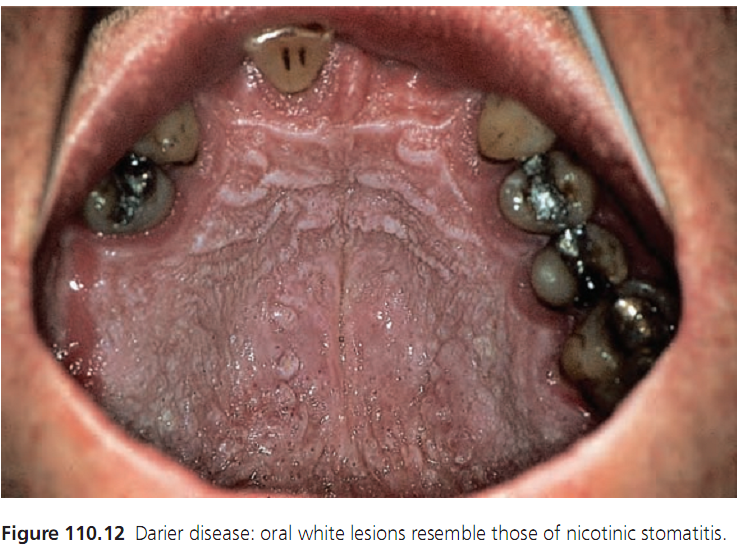 Figure 110.12 Darier disease: oral white lesions resemble those of nicotinic stomatitis.